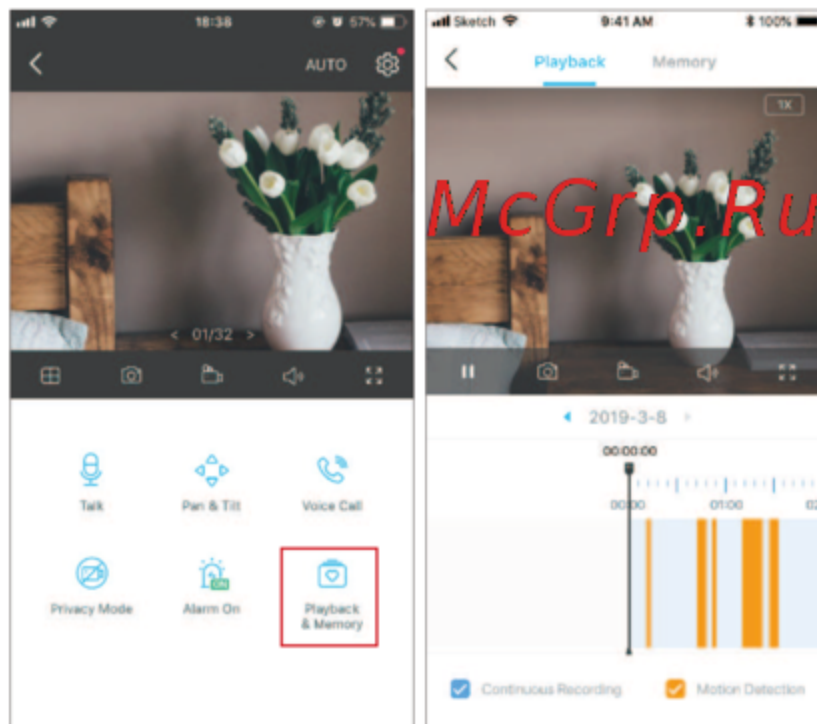 18:38
57%
AUTO
01/32
Talk
Pan & Tilt
Voice Call
Privacy Mode
ON
Alarm On
Playback
& Memory
Sketch
9:41 AM
100%
Playback
Memory
1X
McGrp.Ru
2019-3-8
00:00:00
00:00
01:00
Continuous Recording
Motion Detection